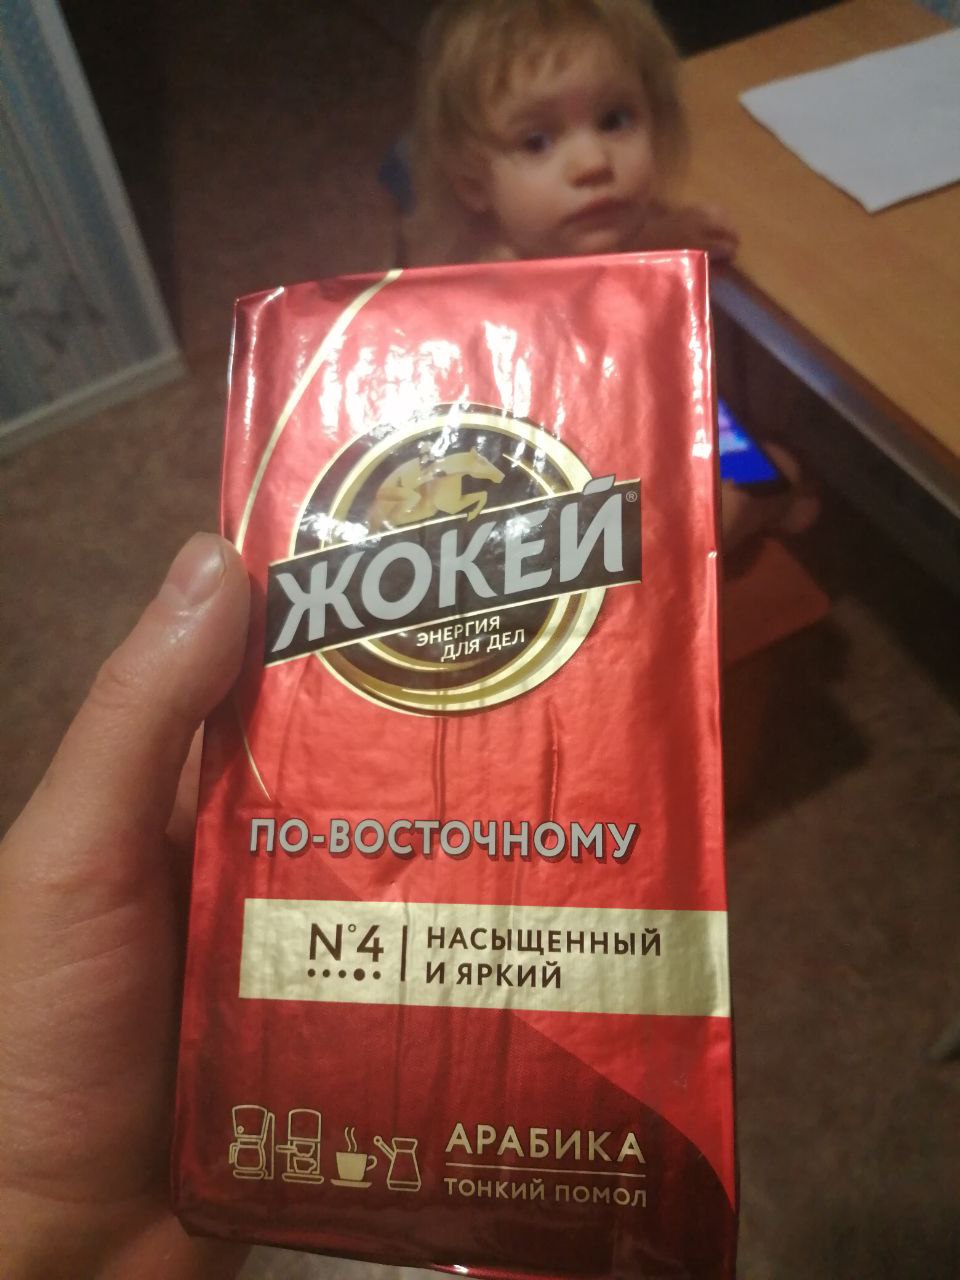 ЖОКЕЙ®
ЭНЕРГИЯ
ДЛЯ ДЕЛ
ПО-ВОСТОЧНОМУ
N°4
НАСЫЩЕННЫЙ
И ЯРКИЙ
АРАБИКА
ТОНКИЙ ПОМОЛ